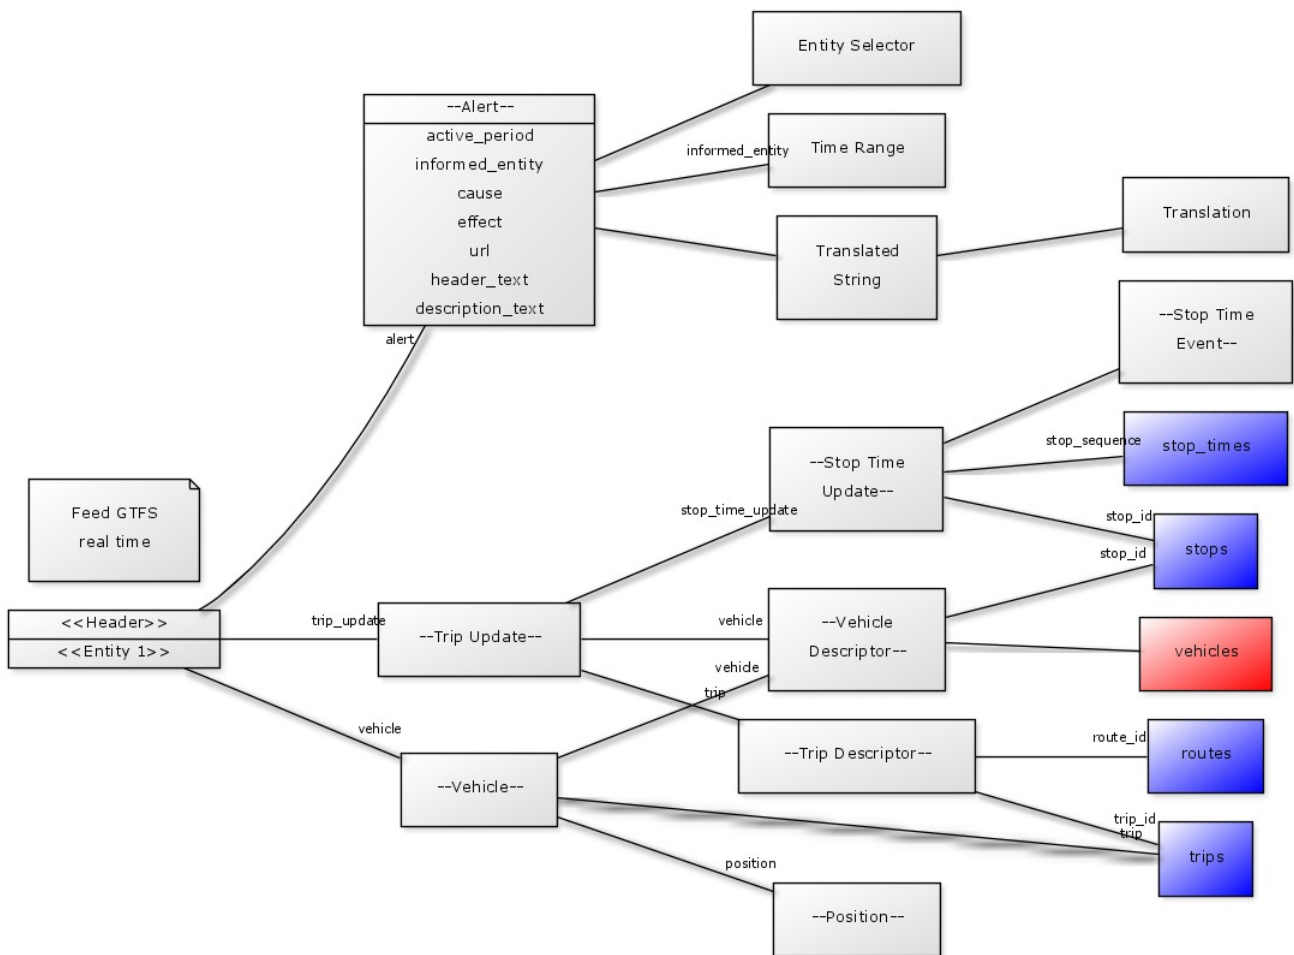 Entity Selector
--Alert--
active_period
informed_entity
cause
effect
url
header_text
description_text
informed_entity
Time Range
Translated
String
Translation
--Stop Time
Event--
alert
stop_sequence
stop_times
--Stop Time
Update--
stop_time_update
stop_id
stops
stop_id
Feed GTFS
real time
<<Header>>
<<Entity 1>>
trip_update
--Trip Update--
vehicle
--Vehicle
Descriptor--
vehicles
vehicle
trip
vehicle
--Trip Descriptor--
route_id
routes
--Vehicle--
trip_id
trip
trips
position
--Position--